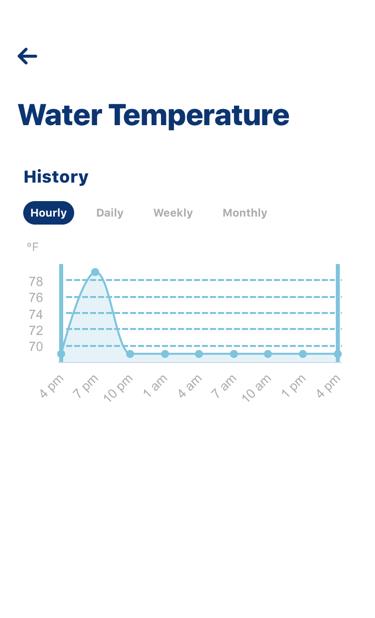 Water Temperature
History
Hourly Daily Weekly Monthly
°F
78
76
74
72
70
4 pm 7 pm 10 pm 1 am 4 am 7 am 10 am 1 pm 4 pm